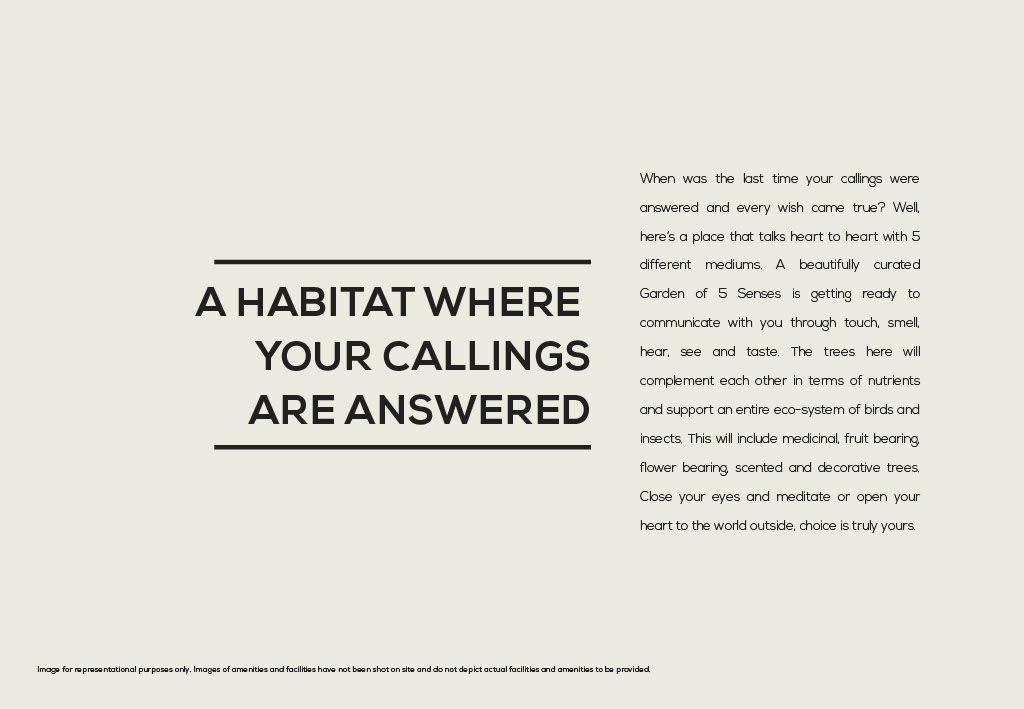 A HABITAT WHERE
YOUR CALLINGS
ARE ANSWERED
When was the last time your callings were
answered and every wish came true? Well,
here's a place that talks heart to heart with 5
different mediums. A beautifully curated
Garden of 5 Senses is getting ready to
communicate with you through touch, smell,
hear, see and taste. The trees here will
complement each other in terms of nutrients
and support an entire eco-system of birds and
insects. This will include medicinal, fruit bearing,
flower bearing, scented and decorative trees.
Close your eyes and meditate or open your
heart to the world outside, choice is truly yours.
Image for representational purposes only. Images of amenities and facilities have not been shot on site and do not depict actual facilities and amenities to be provided.